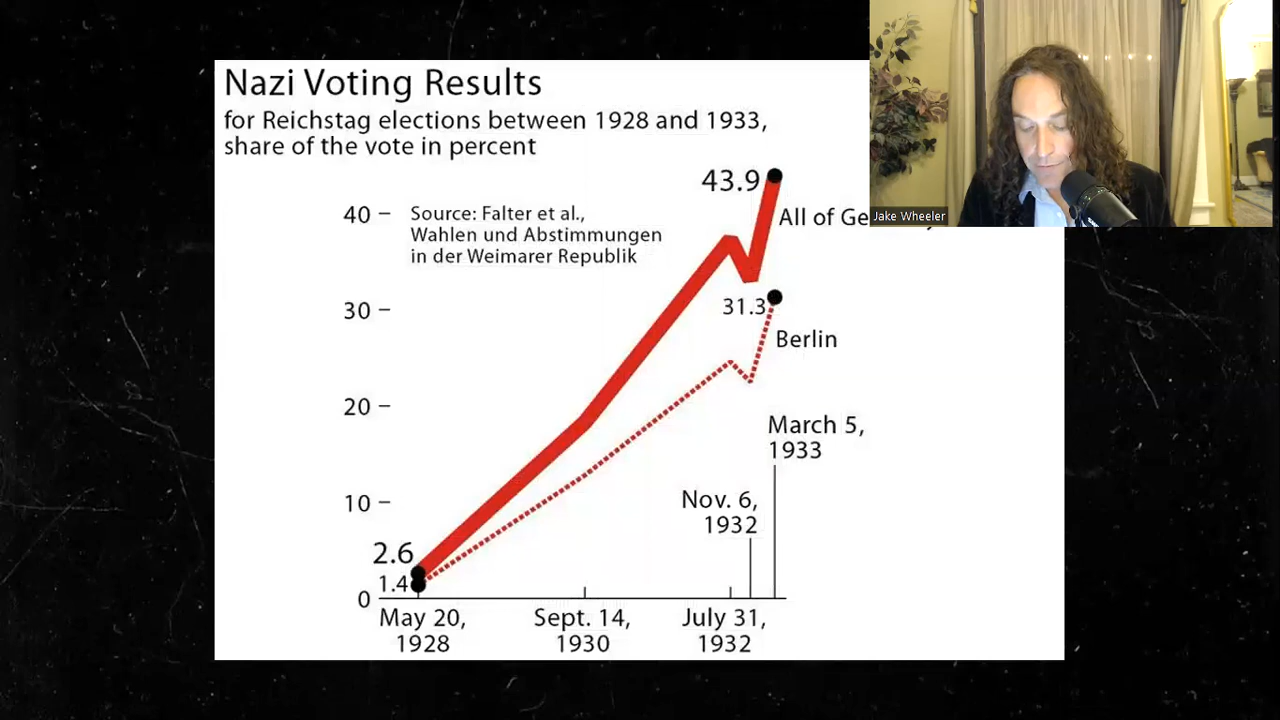 Nazi Voting Results
for Reichstag elections between 1928 and 1933,
share of the vote in percent
43.9
40
Source: Falter et al.,
Wahlen und Abstimmungen
in der Weimarer Republik
All of
Jake Wheeler
30
31.3
Berlin
20
March 5,
1933
10
Nov. 6,
1932
2.6
1.4
0
May 20,
1928
Sept. 14,
1930
July 31,
1932